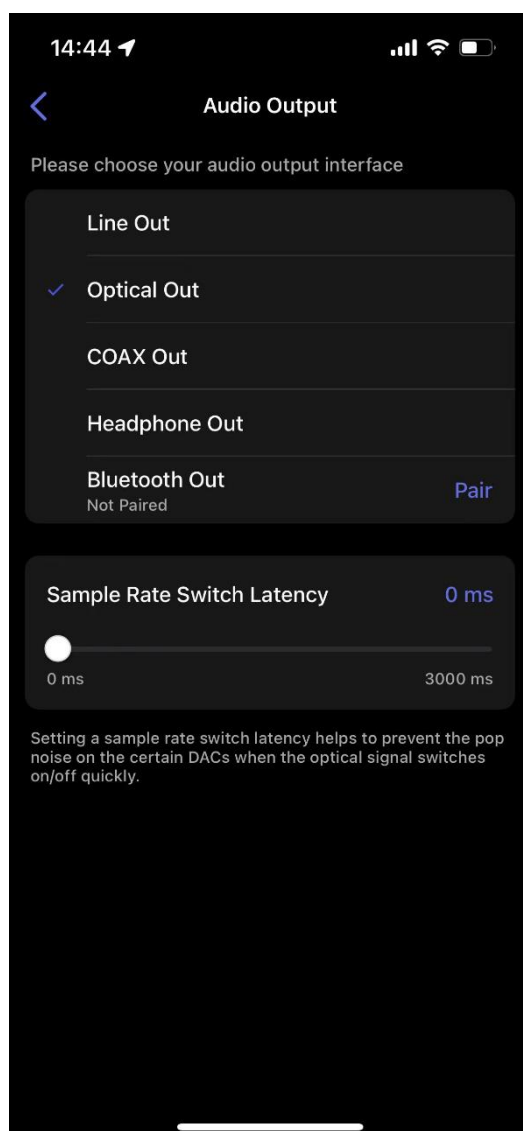 14:44
Audio Output
Please choose your audio output interface
Line Out
Optical Out
COAX Out
Headphone Out
Bluetooth Out
Not Paired
Pair
Sample Rate Switch Latency
0 ms
0 ms
3000 ms
Setting a sample rate switch latency helps to prevent the pop
noise on the certain DACs when the optical signal switches
on/off quickly.